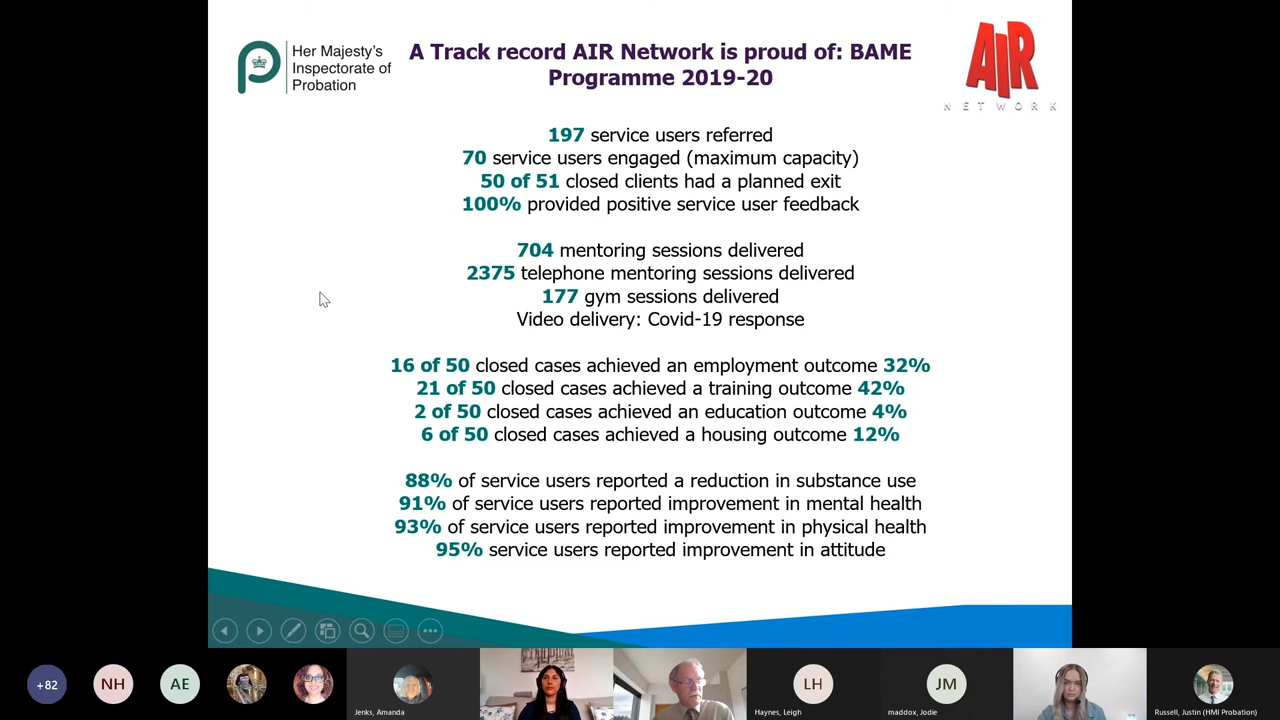 Her Majesty's
Inspectorate of
Probation
A Track record AIR Network is proud of: BAME
Programme 2019-20
AIR
NETWORK
197 service users referred
70 service users engaged (maximum capacity)
50 of 51 closed clients had a planned exit
100% provided positive service user feedback
704 mentoring sessions delivered
2375 telephone mentoring sessions delivered
177 gym sessions delivered
Video delivery: Covid-19 response
16 of 50 closed cases achieved an employment outcome 32%
21 of 50 closed cases achieved a training outcome 42%
2 of 50 closed cases achieved an education outcome 4%
6 of 50 closed cases achieved a housing outcome 12%
88% of service users reported a reduction in substance use
91% of service users reported improvement in mental health
93% of service users reported improvement in physical health
95% service users reported improvement in attitude
+82
NH
AE
LH
JM
Jenks, Amanda
Haynes, Leigh
maddox, Jodie
Russell, Justin (HMI Probation)